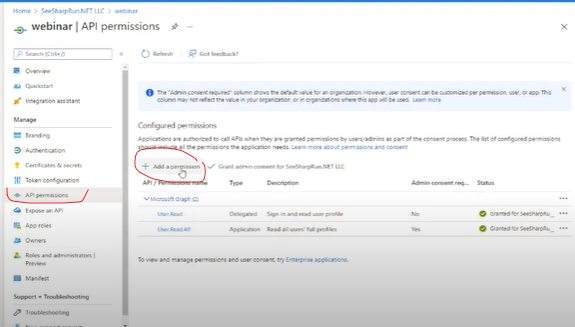 Home > SeeSharpRun.NET LLC > webinar
webinar | API permissions
Search (Ctrl+/)
Refresh
Got feedback?
Overview
Quickstart
Integration assistant
Manage
Branding
Authentication
Certificates & secrets
Token configuration
API permissions
Expose an API
App roles
Owners
Roles and administrators |
Preview
Manifest
Support + Troubleshooting
Troubleshooting
The "Admin consent required" column shows the default value for an organization. However, user consent can be customized per permission, user, or app. This
column may not reflect the value in your organization, or in organizations where this app will be used. Learn more
Configured permissions
Applications are authorized to call APIs when they are granted permissions by users/admins as part of the consent process. The list of configured permissions
should include all the permissions the application needs. Learn more about permissions and consent
+ Add a permission
Grant admin consent for SeeSharpRun.NET LLC
API / Permissions name Type Description Admin consent req... Status
Microsoft Graph (2)
User.Read Delegated Sign in and read user profile No Granted for SeeSharpRu...
User.Read.All Application Read all users' full profiles Yes Granted for SeeSharpRu...
To view and manage permissions and user consent, try Enterprise applications.